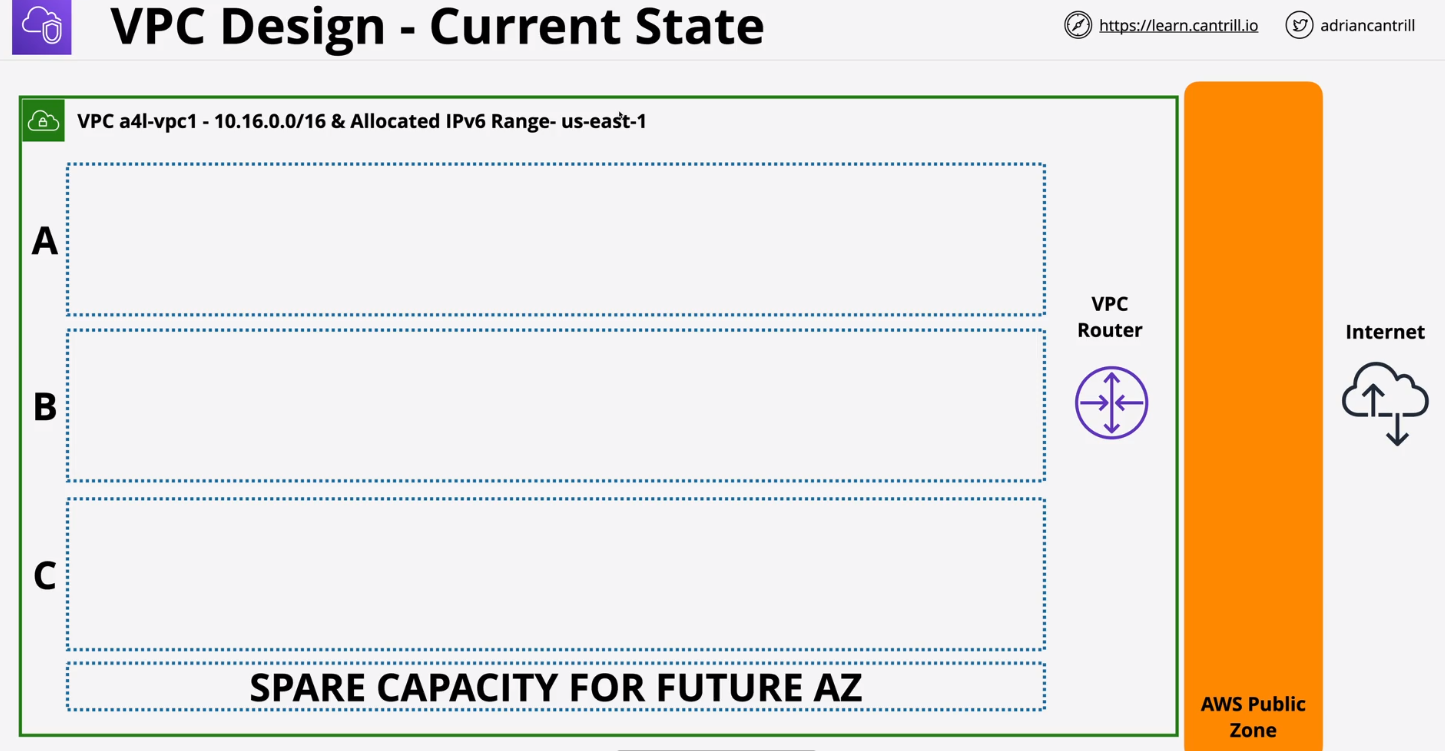 VPC Design - Current State
https://learn.cantrill.io
adriancantrill
VPC a4l-vpc1 - 10.16.0.0/16 & Allocated IPv6 Range- us-east-1
A
B
C
VPC
Router
Internet
SPARE CAPACITY FOR FUTURE AZ
AWS Public
Zone